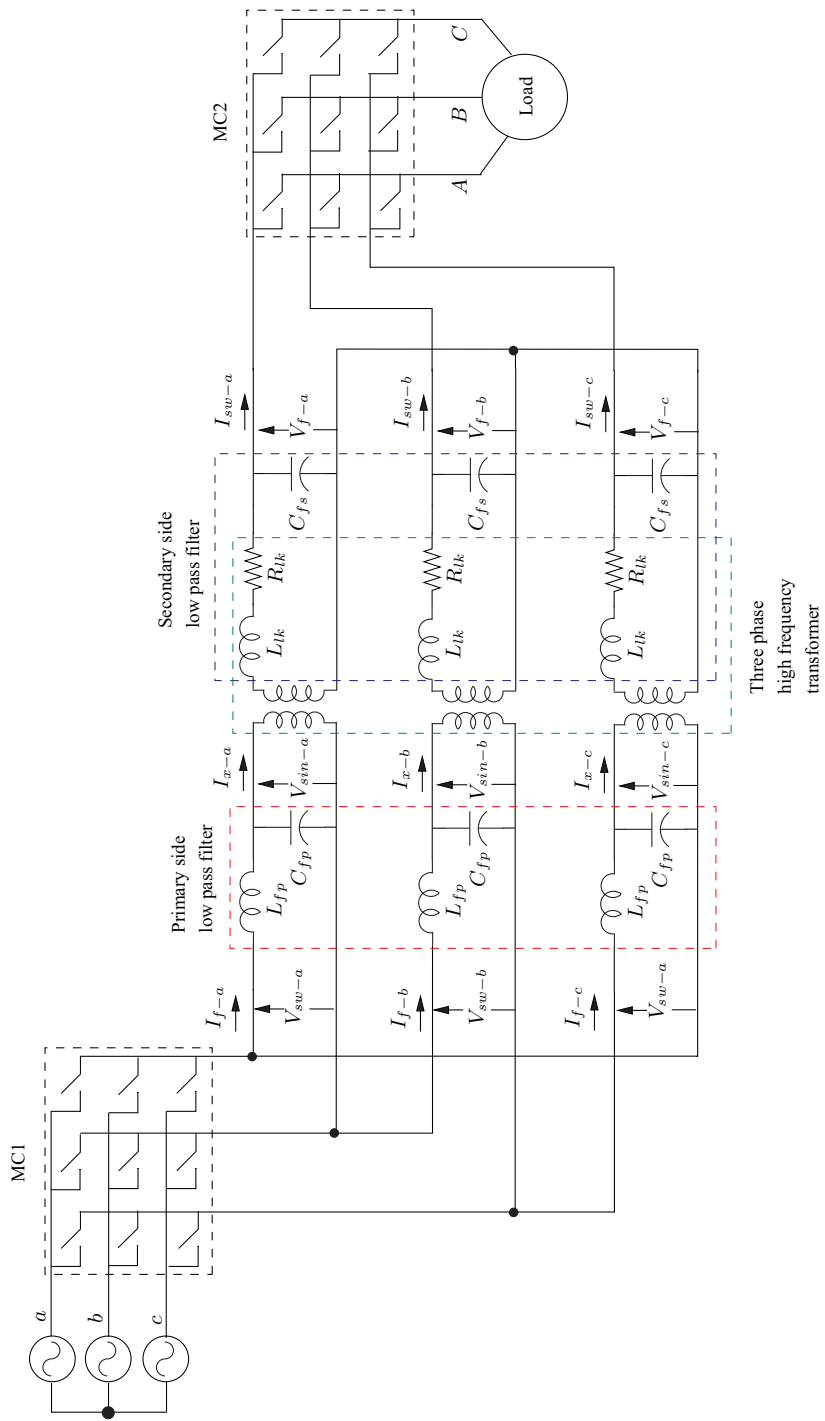 MC1
a
b
c
I_{f-a}
V_{sw-a}
I_{f-b}
V_{sw-b}
I_{f-c}
V_{sw-a}
Primary side
low pass filter
L_{fp}
C_{fp}
L_{fp}
C_{fp}
L_{fp}
C_{fp}
I_{x-a}
V_{sin-a}
I_{x-b}
V_{sin-b}
I_{x-c}
V_{sin-c}
Three phase
high frequency
transformer
Secondary side
low pass filter
L_{lk}
R_{lk}
C_{fs}
L_{lk}
R_{lk}
C_{fs}
L_{lk}
R_{lk}
C_{fs}
I_{sw-a}
V_{f-a}
I_{sw-b}
V_{f-b}
I_{sw-c}
V_{f-c}
MC2
A
B
C
Load